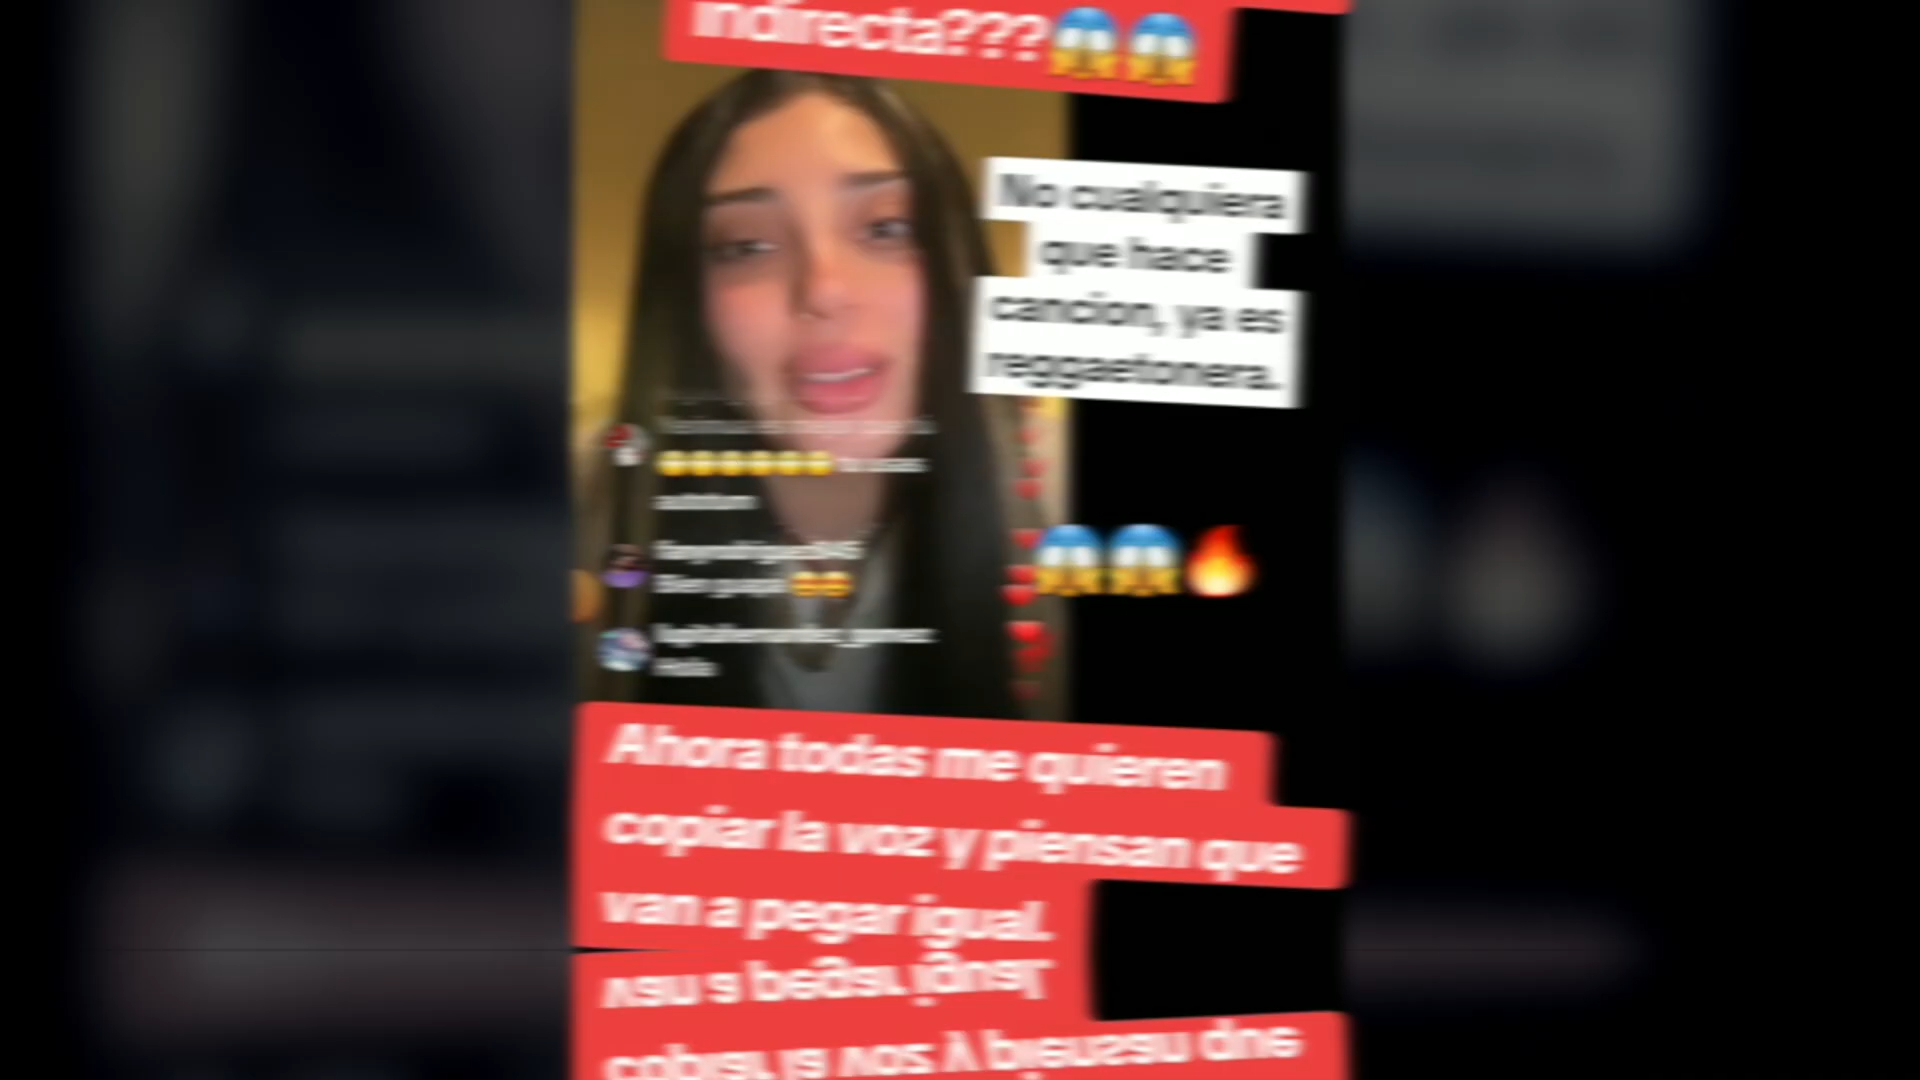 indirecta???😱😱
No cualquiera
que hace
cancion, ya es
reggaetonera.
😱😱🔥
Hola
Ahora todas me quieren
copiar la voz y piensan que
van a pegar igual.